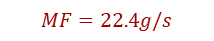 MF = 22.4g/s